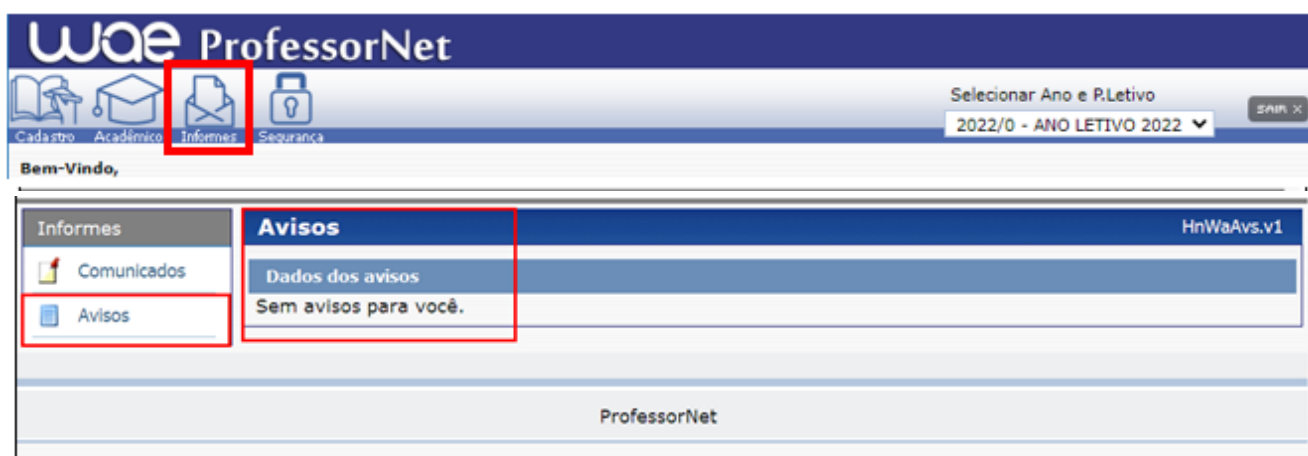 wae ProfessorNet
Selecionar Ano e P.Letivo
2022/0 - ANO LETIVO 2022
SAIR X
Cadastro Acadêmico Informes Segurança
Bem-Vindo,
Informes
Comunicados
Avisos
Avisos HnWaAvs.v1
Dados dos avisos
Sem avisos para você.
ProfessorNet